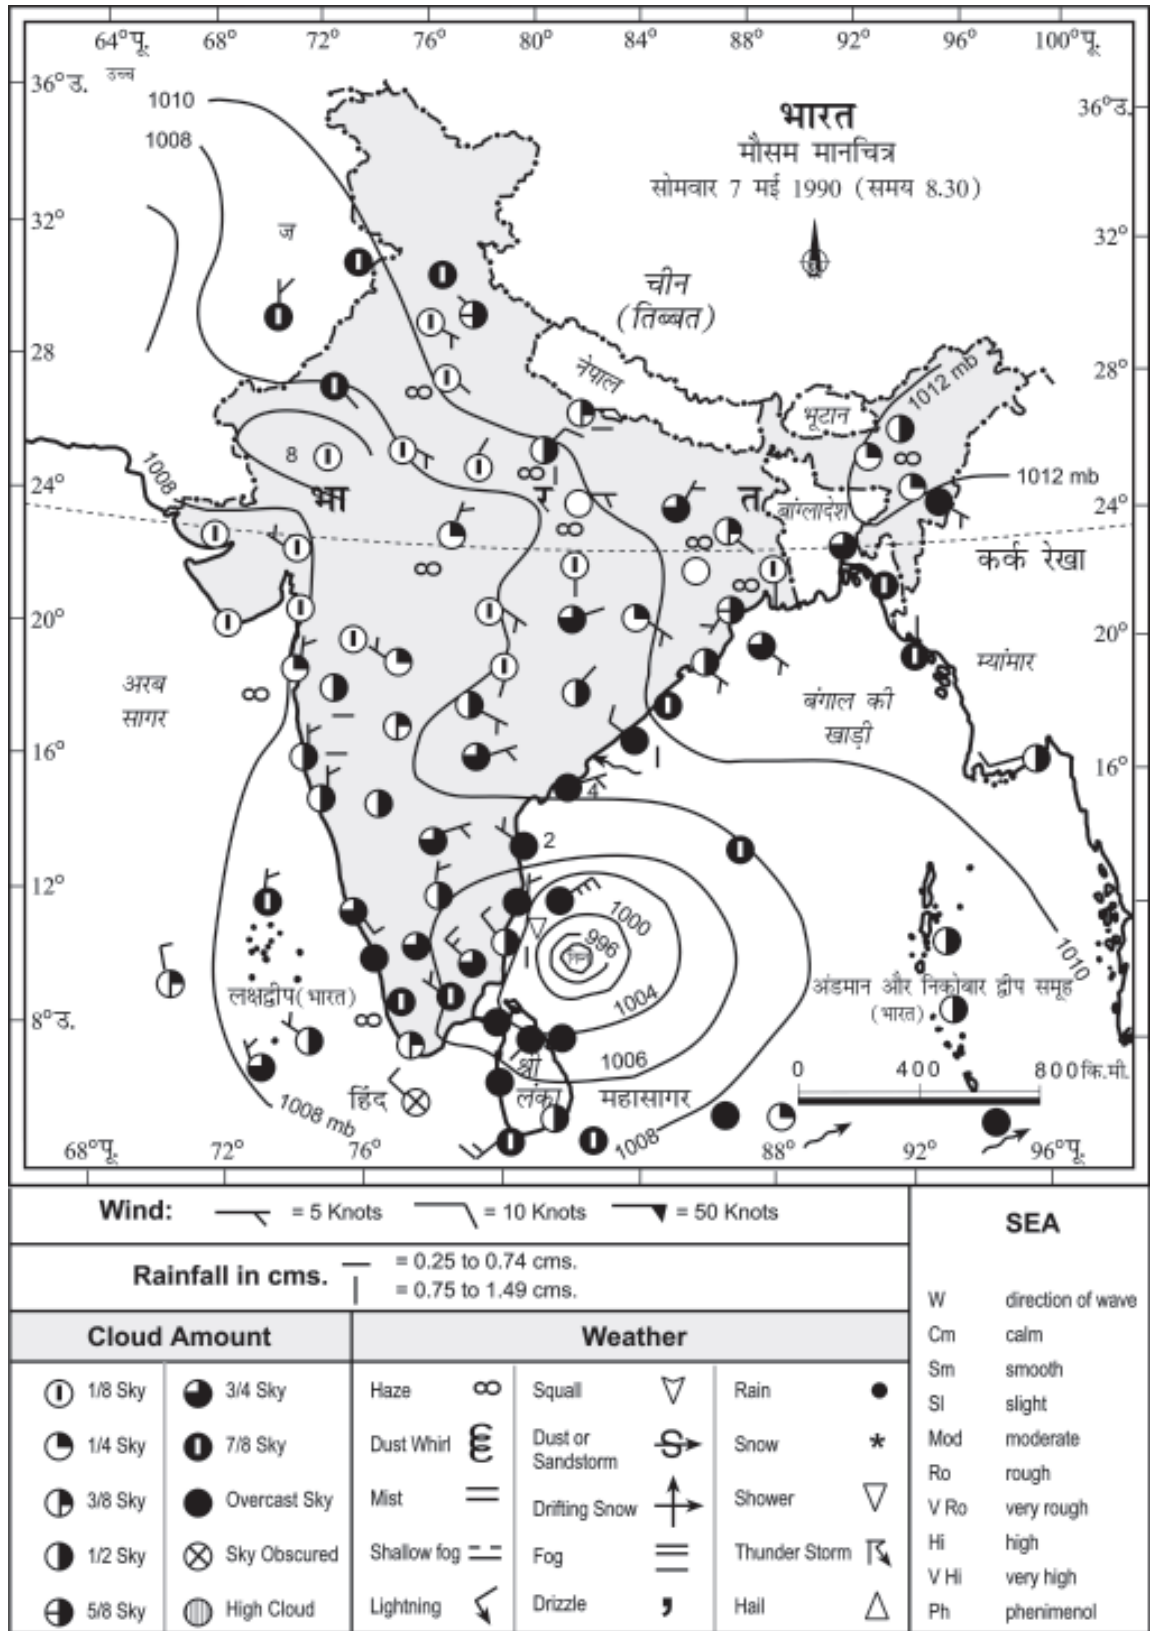 64°पू. 68° 72° 76° 80° 84° 88° 92° 96° 100°पू.
36°उ. उच्च 36°उ.
1010
1008
भारत
मौसम मानचित्र
सोमवार 7 मई 1990 (समय 8.30)
32° 32°
ज
चीन
(तिब्बत)
28° 28°
नेपाल
भूटान
1012 mb
8
1008
1012 mb
24° 24°
भा र त
बांग्लादेश
कर्क रेखा
20° 20°
अरब
सागर
म्यांमार
बंगाल की
खाड़ी
16° 16°
4
2
12° 12°
1000
996
1004
1006
1010
लक्षद्वीप(भारत)
अंडमान और निकोबार द्वीप समूह
(भारत)
8°उ. 8°
श्री
लंका
हिंद महासागर
1008 mb
1008
0 400 800कि.मी.
68°पू. 72° 76° 88° 92° 96°पू.
Wind: = 5 Knots = 10 Knots = 50 Knots
Rainfall in cms. = 0.25 to 0.74 cms.
= 0.75 to 1.49 cms.
Cloud Amount
1/8 Sky 3/4 Sky
1/4 Sky 7/8 Sky
3/8 Sky Overcast Sky
1/2 Sky Sky Obscured
5/8 Sky High Cloud
Weather
Haze Squall Rain
Dust Whirl Dust or Sandstorm Snow
Mist Drifting Snow Shower
Shallow fog Fog Thunder Storm
Lightning Drizzle Hail
SEA
W direction of wave
Cm calm
Sm smooth
Sl slight
Mod moderate
Ro rough
V Ro very rough
Hi high
V Hi very high
Ph phenimenol